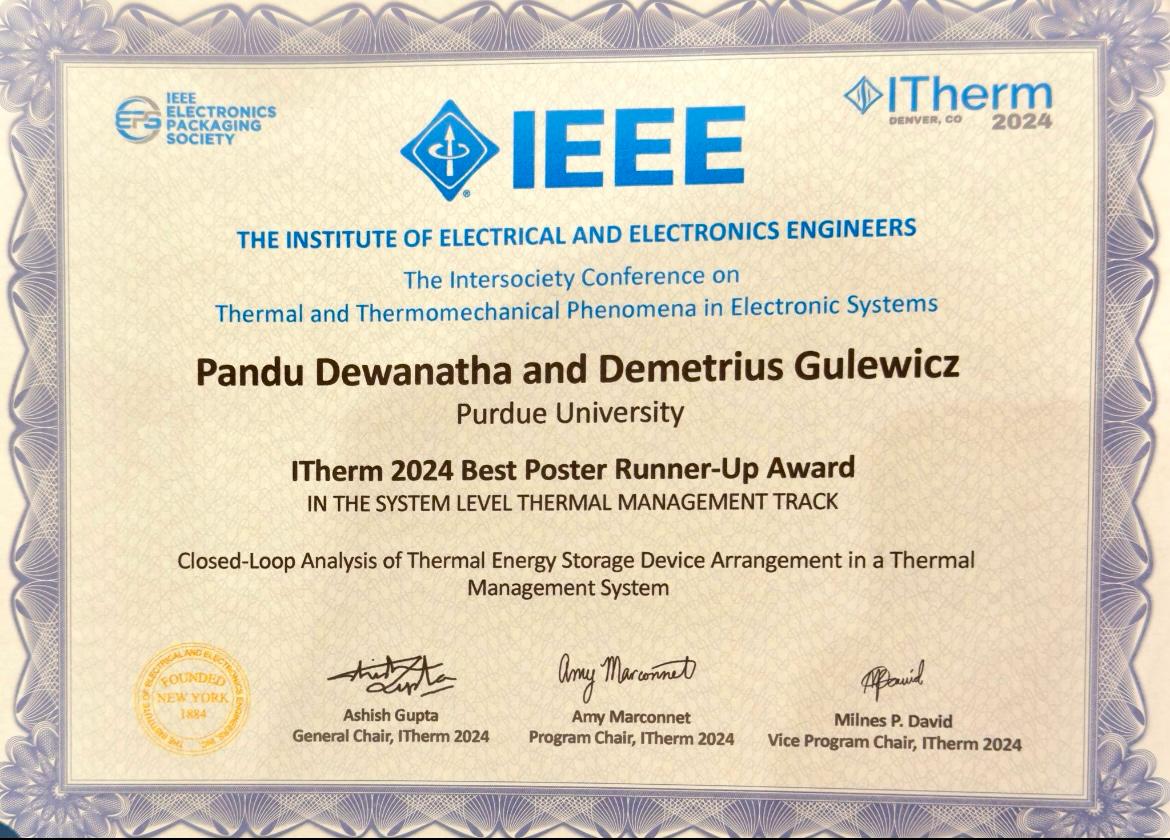 IEEE
ELECTRONICS
PACKAGING
SOCIETY
EPS
IEEE
®
ITherm
DENVER, CO
2024
THE INSTITUTE OF ELECTRICAL AND ELECTRONICS ENGINEERS
The Intersociety Conference on
Thermal and Thermomechanical Phenomena in Electronic Systems
Pandu Dewanatha and Demetrius Gulewicz
Purdue University
ITherm 2024 Best Poster Runner-Up Award
IN THE SYSTEM LEVEL THERMAL MANAGEMENT TRACK
Closed-Loop Analysis of Thermal Energy Storage Device Arrangement in a Thermal
Management System
THE INSTITUTE OF ELECTRICAL AND ELECTRONICS ENGINEERS, INC.
FOUNDED
NEW YORK
1884
Amy Marconnet
Ashish Gupta
General Chair, ITherm 2024
Amy Marconnet
Program Chair, ITherm 2024
Milnes P. David
Vice Program Chair, ITherm 2024